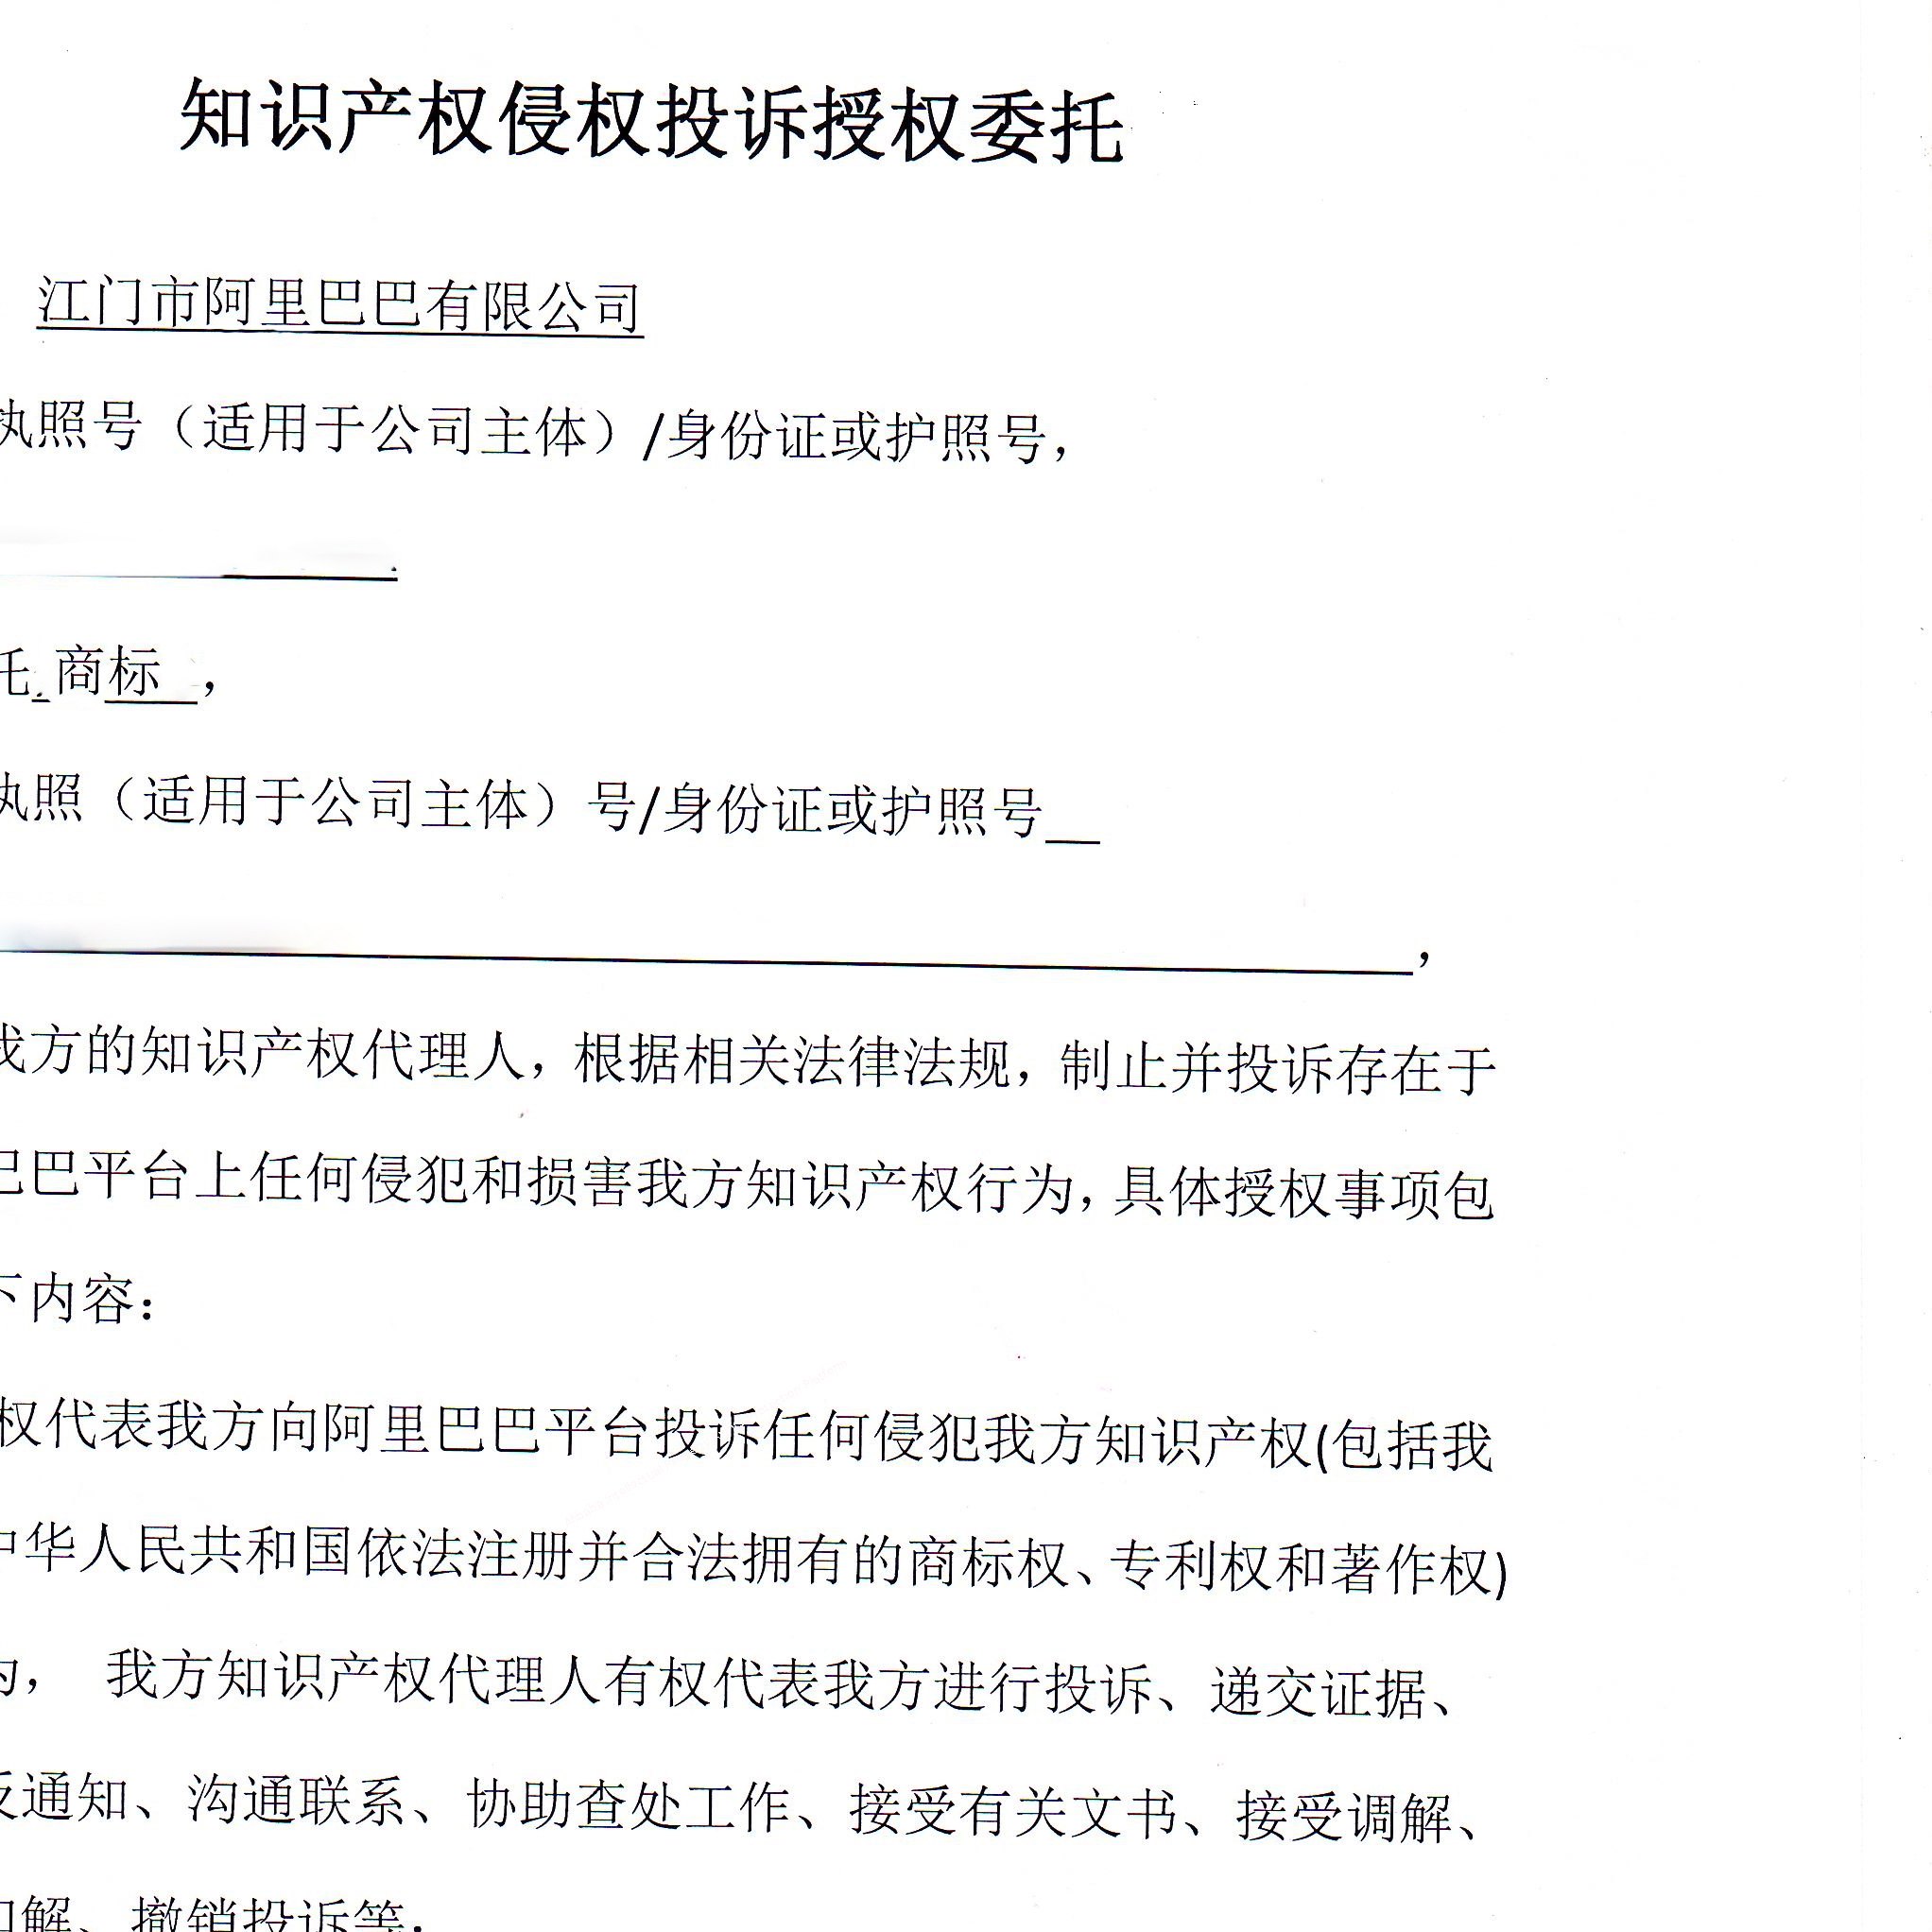 知识产权侵权投诉授权委托
江门市阿里巴巴有限公司
执照号（适用于公司主体）/身份证或护照号，
托 商标 ，
执照（适用于公司主体）号/身份证或护照号
，
我方的知识产权代理人，根据相关法律法规，制止并投诉存在于
巴巴平台上任何侵犯和损害我方知识产权行为，具体授权事项包
下内容：
权代表我方向阿里巴巴平台投诉任何侵犯我方知识产权(包括我
中华人民共和国依法注册并合法拥有的商标权、专利权和著作权)
为， 我方知识产权代理人有权代表我方进行投诉、递交证据、
反通知、沟通联系、协助查处工作、接受有关文书、接受调解、
和解、撤销投诉等；